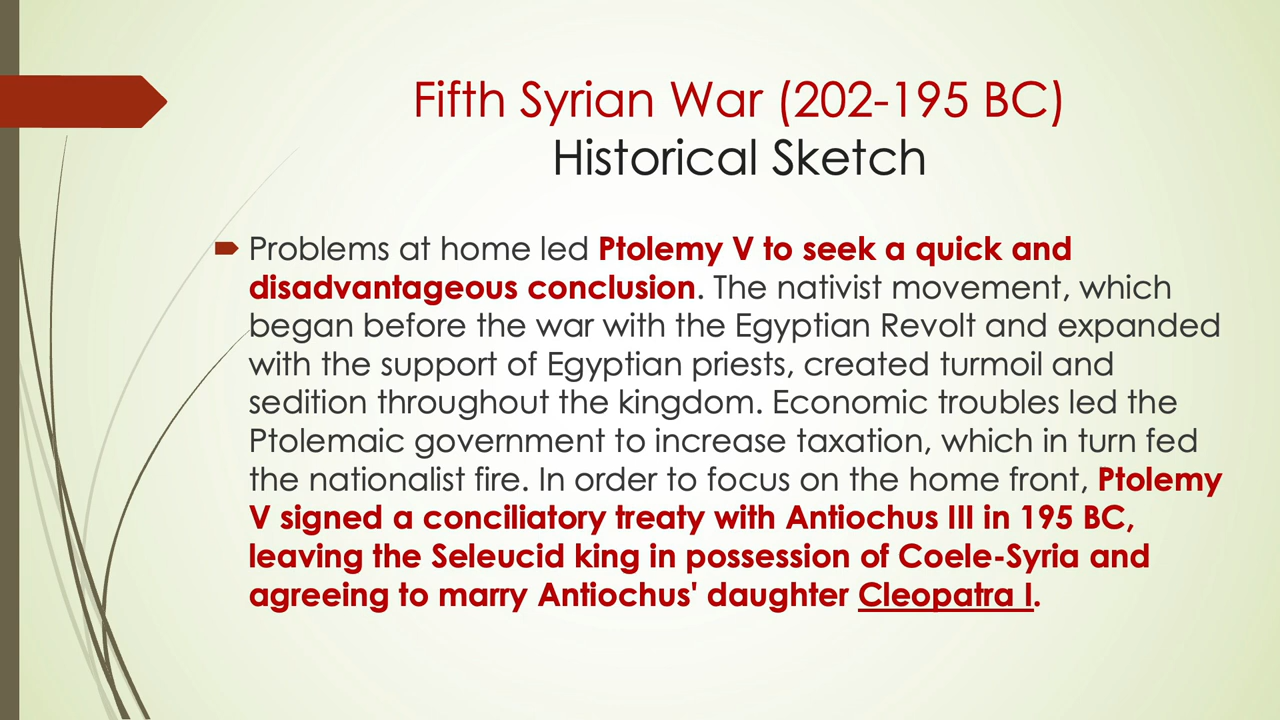 Fifth Syrian War (202-195 BC)
Historical Sketch
Problems at home led Ptolemy V to seek a quick and
disadvantageous conclusion. The nativist movement, which
began before the war with the Egyptian Revolt and expanded
with the support of Egyptian priests, created turmoil and
sedition throughout the kingdom. Economic troubles led the
Ptolemaic government to increase taxation, which in turn fed
the nationalist fire. In order to focus on the home front, Ptolemy
V signed a conciliatory treaty with Antiochus III in 195 BC,
leaving the Seleucid king in possession of Coele-Syria and
agreeing to marry Antiochus' daughter Cleopatra I.